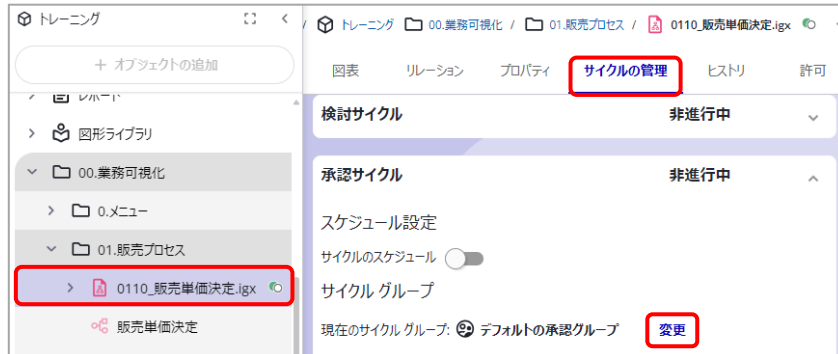 トレーニング
+ オブジェクトの追加
レポート
図形ライブラリ
00.業務可視化
0.メニュー
01.販売プロセス
0110_販売単価決定.igx
販売単価決定
/ トレーニング 00.業務可視化 / 01.販売プロセス / 0110_販売単価決定.igx
図表 リレーション プロパティ サイクルの管理 ヒストリ 許可
検討サイクル 非進行中
承認サイクル 非進行中
スケジュール設定
サイクルのスケジュール
サイクル グループ
現在のサイクル グループ: デフォルトの承認グループ 変更